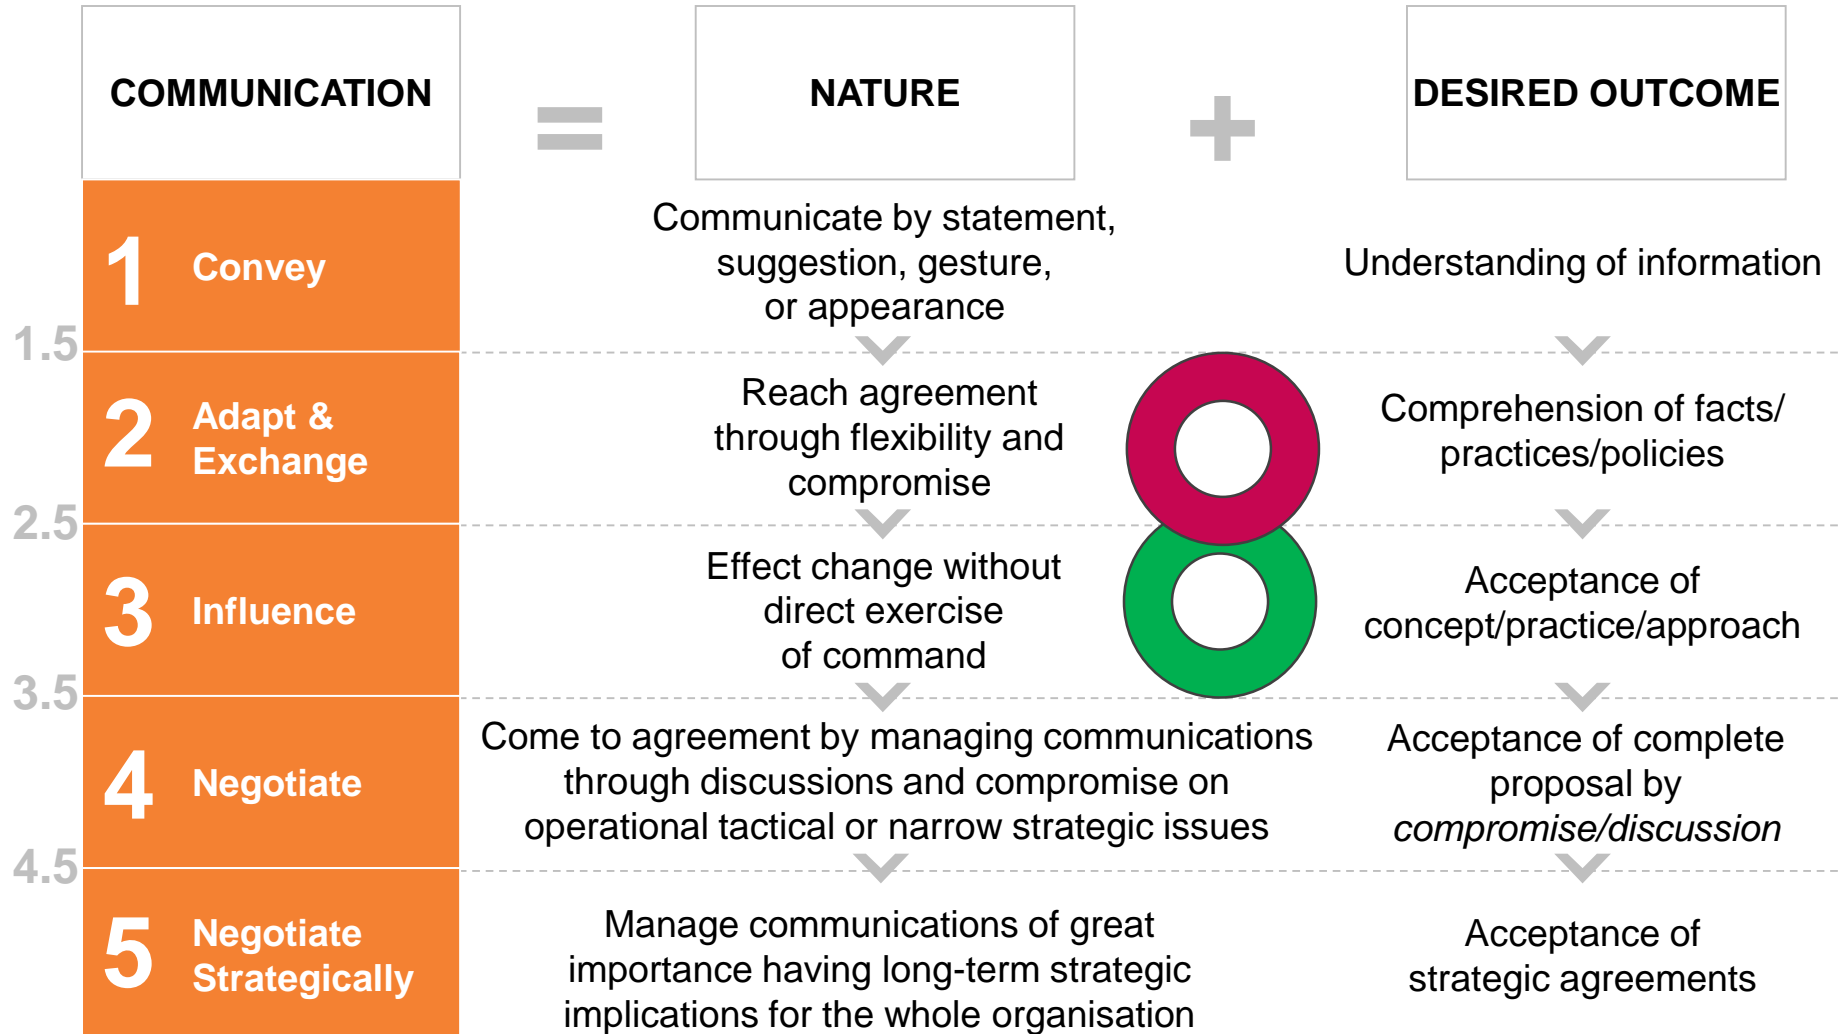 COMMUNICATION
NATURE
DESIRED OUTCOME
1
Convey
Communicate by statement,
suggestion, gesture,
or appearance
Understanding of information
1.5
2
Adapt &
Exchange
Reach agreement
through flexibility and
compromise
Comprehension of facts/
practices/policies
2.5
3
Influence
Effect change without
direct exercise
of command
Acceptance of
concept/practice/approach
3.5
4
Negotiate
Come to agreement by managing communications
through discussions and compromise on
operational tactical or narrow strategic issues
Acceptance of complete
proposal by
compromise/discussion
4.5
5
Negotiate
Strategically
Manage communications of great
importance having long-term strategic
implications for the whole organisation
Acceptance of
strategic agreements